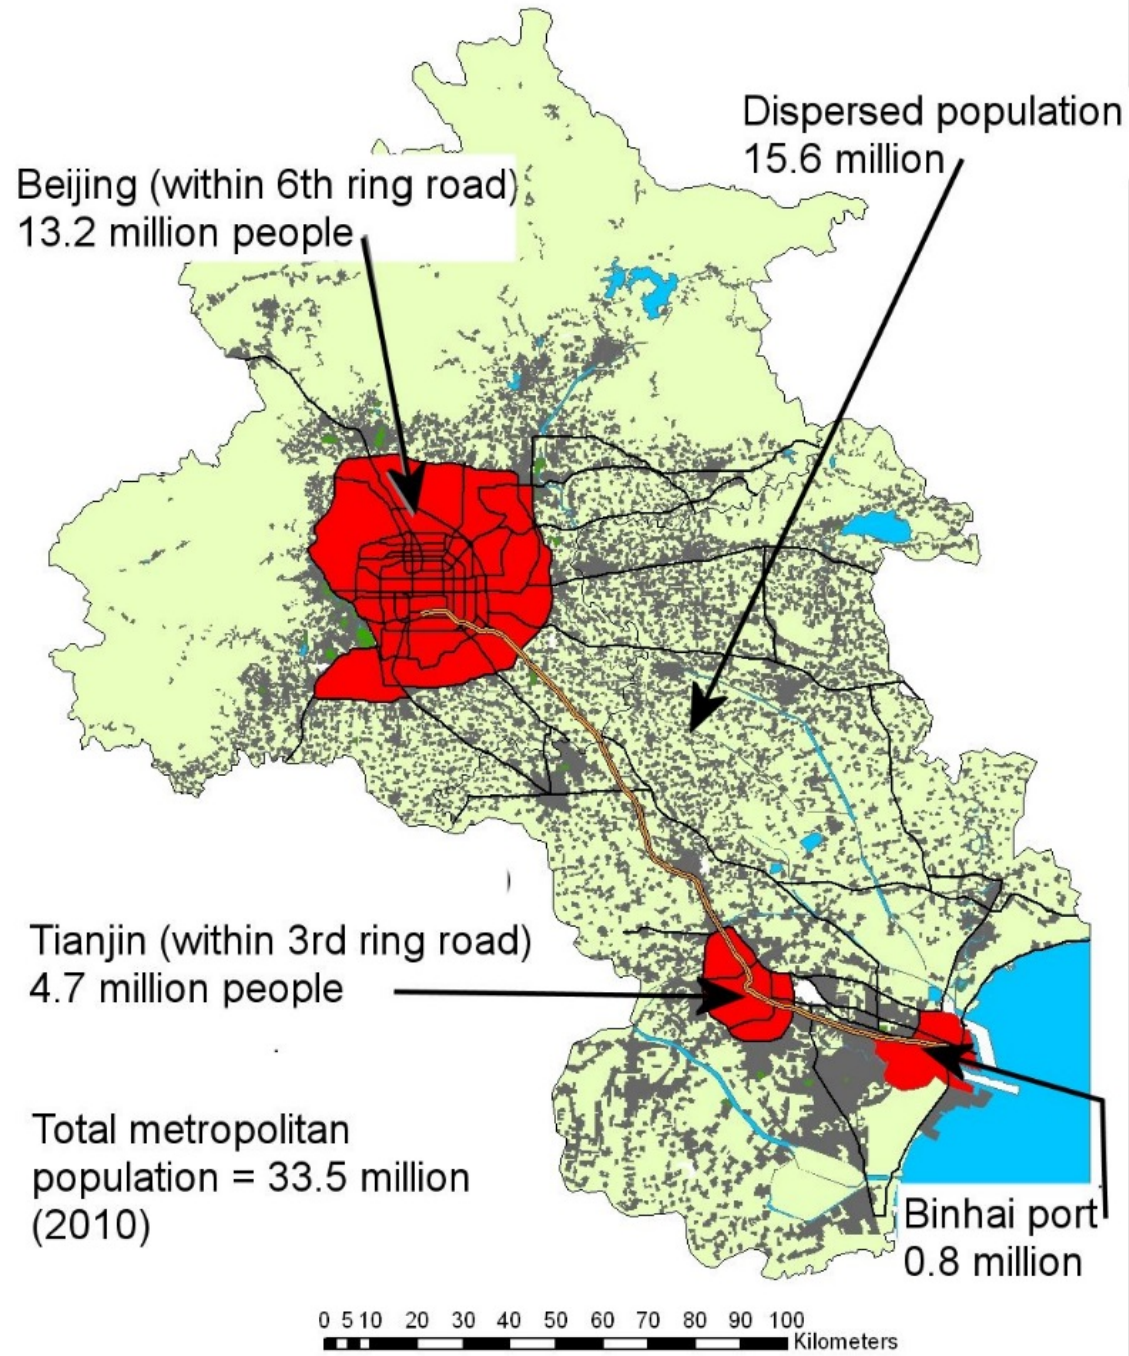 Dispersed population
15.6 million
Beijing (within 6th ring road)
13.2 million people
)
Tianjin (within 3rd ring road)
4.7 million people
Total metropolitan
population = 33.5 million
(2010)
Binhai port
0.8 million
0 5 10 20 30 40 50 60 70 80 90 100
Kilometers